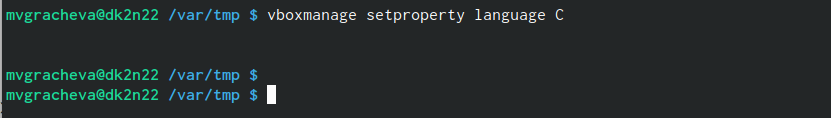 mvgracheva@dk2n22 /var/tmp $ vboxmanage setproperty language C
mvgracheva@dk2n22 /var/tmp $
mvgracheva@dk2n22 /var/tmp $